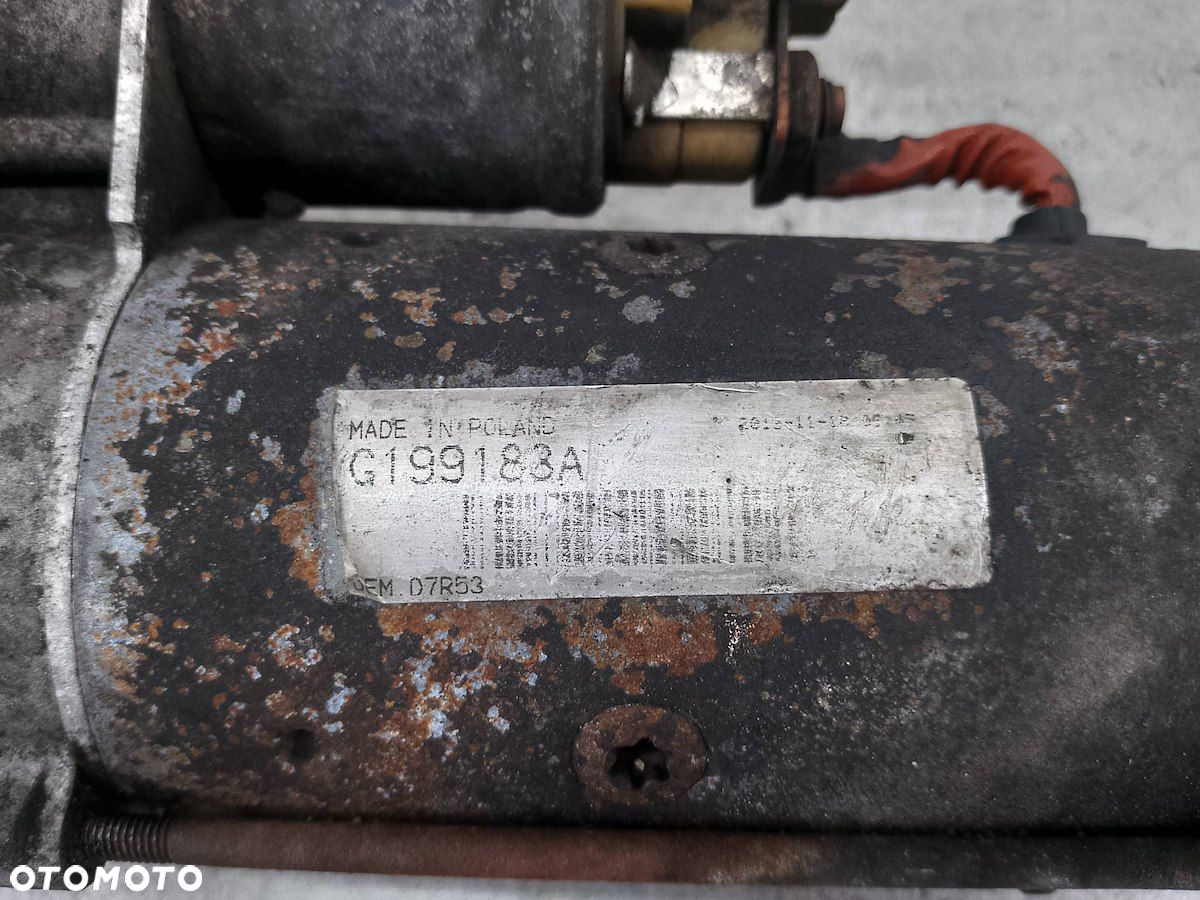 MADE IN POLAND
G199183A
OEM D7R53
OTOMOTO